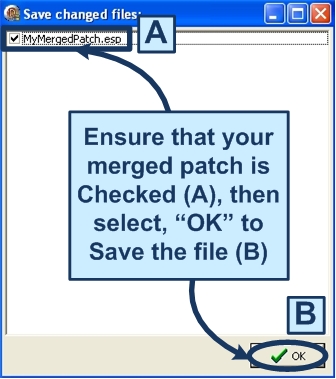 Save changed files:
A
MyMergedPatch.esp
Ensure that your
merged patch is
Checked (A), then
select, “OK” to
Save the file (B)
B
OK